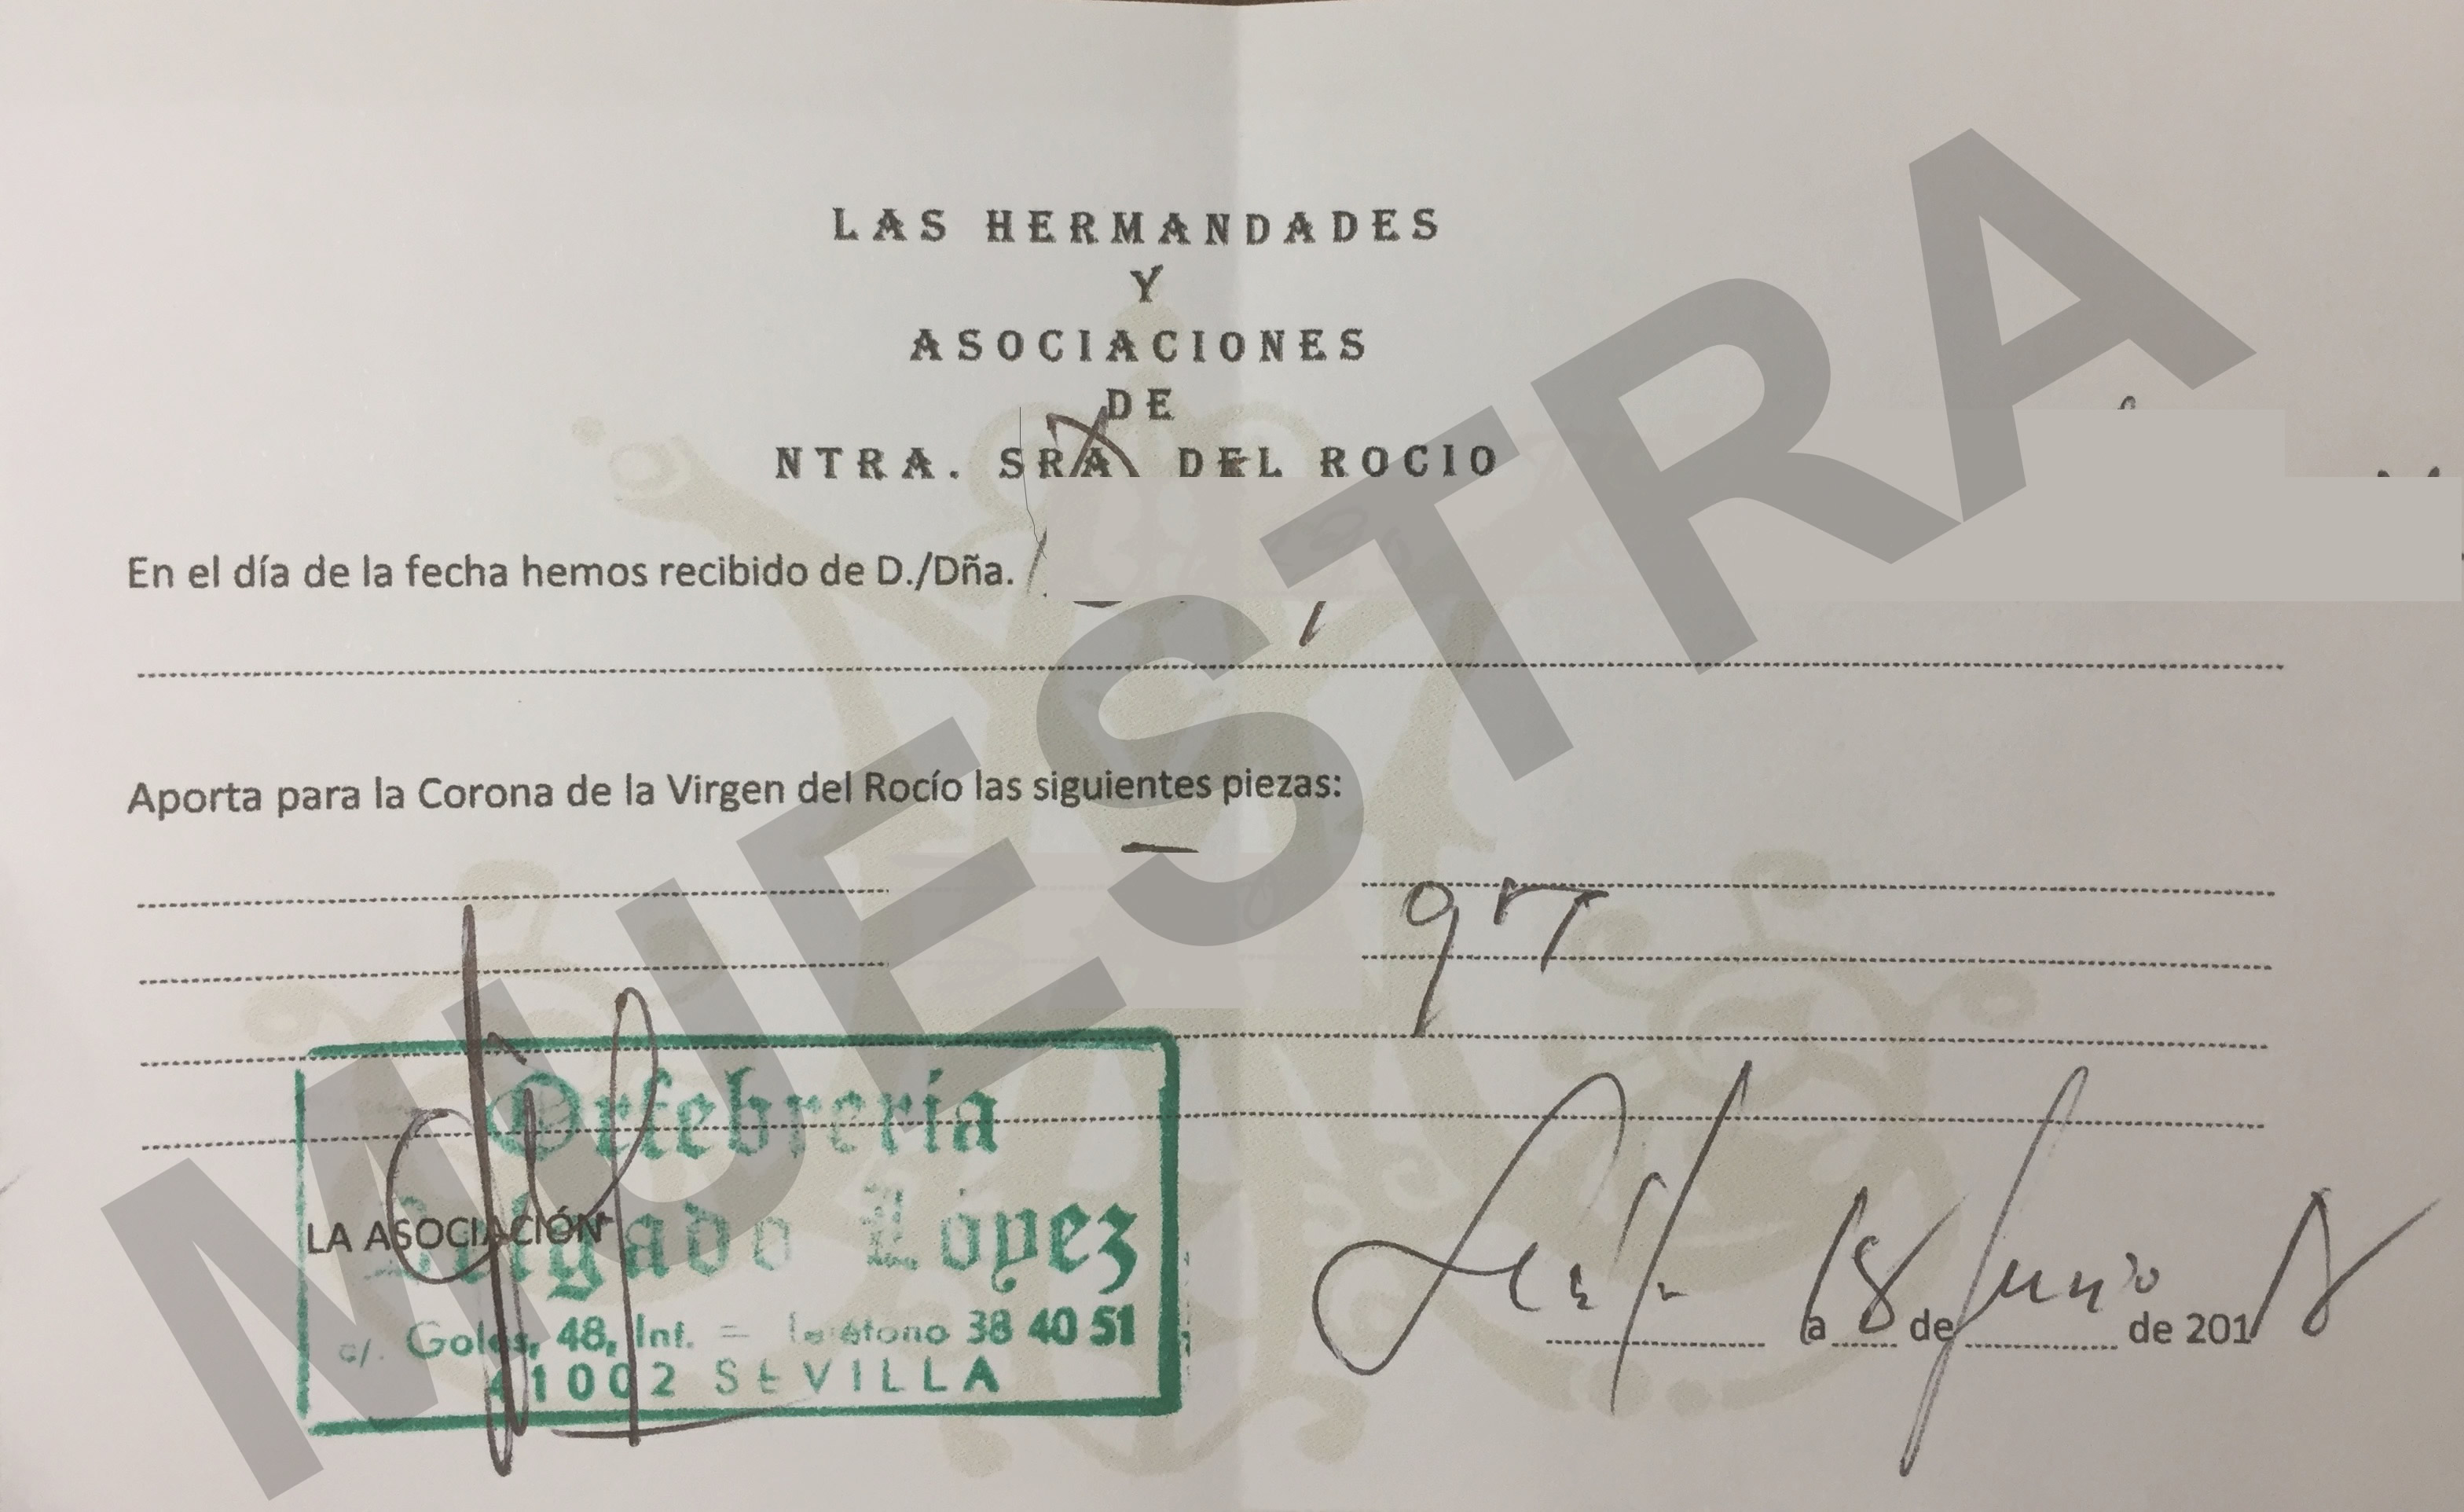 LAS HERMANDADES
Y
ASOCIACIONES
DE
NTRA. SRA DEL ROCIO
En el día de la fecha hemos recibido de D./Dña.
Aporta para la Corona de la Virgen del Rocío las siguientes piezas:
gr
MUESTRA
Orfebrería
Delgado López
c/. Goles, 48, Inf. = Teléfono 38 40 51
41002 SEVILLA
LA ASOCIACIÓN
a 18 de Junio de 2018